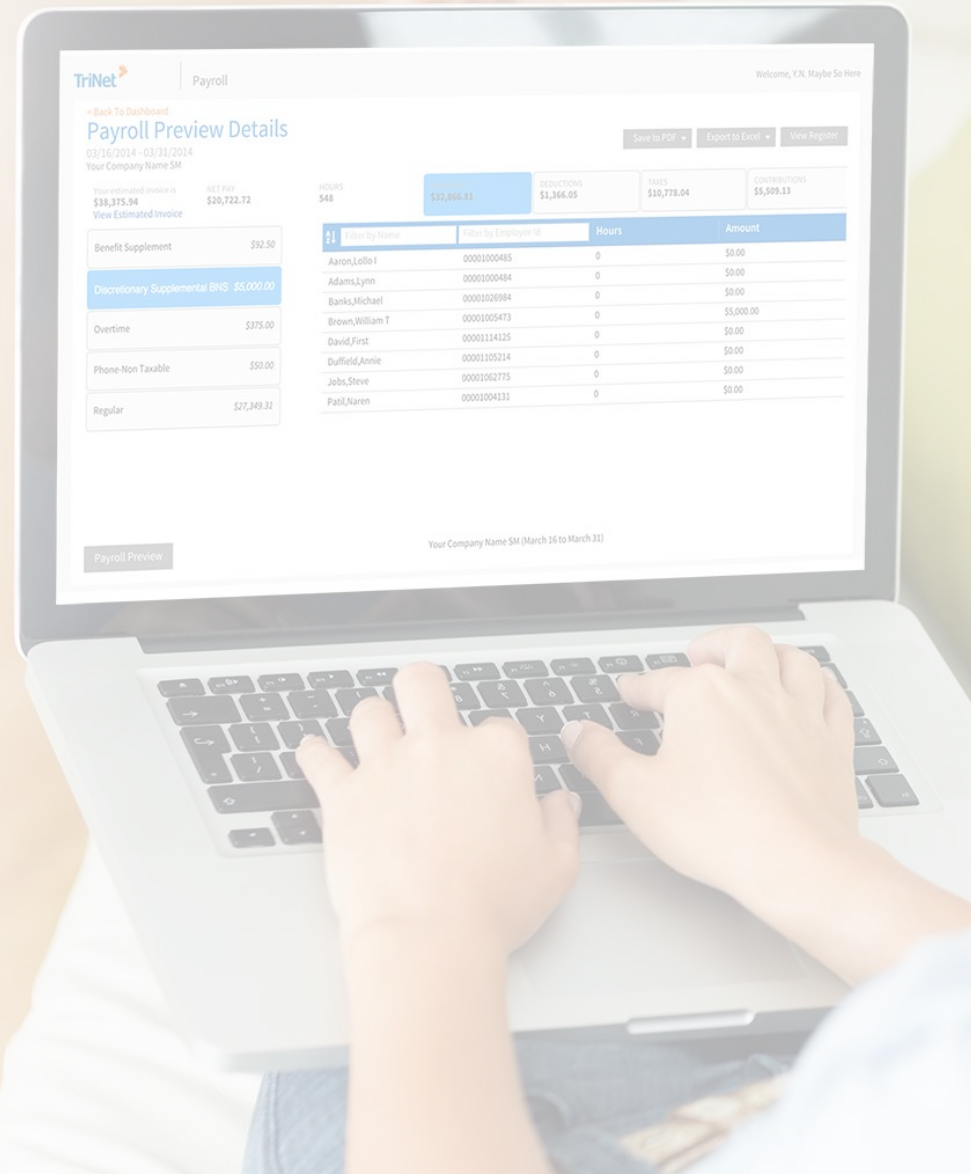 TriNet
Payroll
Welcome, Y.N. Maybe So Here
Back To Dashboard
Payroll Preview Details
03/16/2014 - 03/31/2014
Your Company Name SM
Save to PDF
Export to Excel
View Register
Your estimated invoice is
$38,375.94
View Estimated Invoice
NET PAY
$20,722.72
HOURS
548
$32,866.81
DEDUCTIONS
$1,366.05
TAXES
$10,778.04
CONTRIBUTIONS
$5,509.13
Benefit Supplement $92.50
Discretionary Supplemental BNS $5,000.00
Overtime $375.00
Phone-Non Taxable $50.00
Regular $27,349.31
Filter by Name Filter by Employee Id Hours Amount
Aaron,Lollo I 00001000485 0 $0.00
Adams,Lynn 00001000484 0 $0.00
Banks,Michael 00001026984 0 $0.00
Brown,William T 00001005473 0 $5,000.00
David,First 00001114125 0 $0.00
Duffield,Annie 00001105214 0 $0.00
Jobs,Steve 00001062775 0 $0.00
Patil,Naren 00001004131 0 $0.00
Payroll Preview
Your Company Name SM (March 16 to March 31)